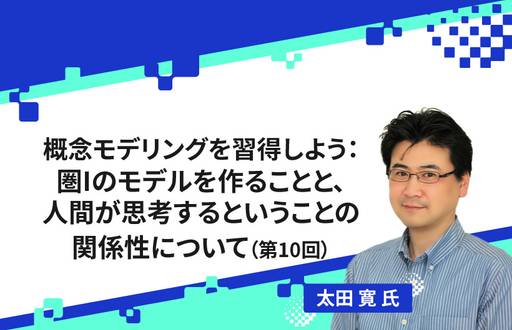 概念モデリングを習得しよう：
圏Iのモデルを作ることと、
人間が思考するということの
関係性について（第10回）
太田 寛 氏